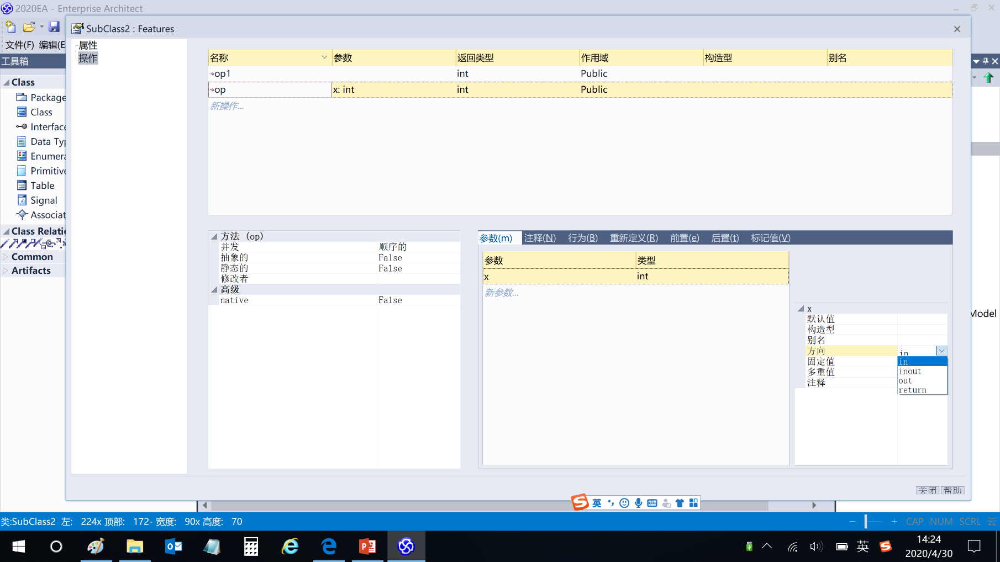 2020EA - Enterprise Architect
SubClass2 : Features
文件(F) 编辑(E
工具箱
Class
Package
Class
Interface
Data Typ
Enumera
Primitive
Table
Signal
Associat
Class Relati
Common
Artifacts
属性
操作
名称 参数 返回类型 作用域 构造型 别名
op1 int Public
op x: int int Public
新操作...
方法 (op)
并发 顺序的
抽象的 False
静态的 False
修改者
高级
native False
参数(m) 注释(N) 行为(B) 重新定义(R) 前置(e) 后置(t) 标记值(V)
参数 类型
x int
新参数...
x
默认值
构造型
别名
方向 in
固定值
多重值
注释
in
inout
out
return
Model
关闭 帮助
英
类:SubClass2 左: 224x 顶部: 172- 宽度: 90x 高度: 70
CAP NUM SCRL 云
英
14:24
2020/4/30